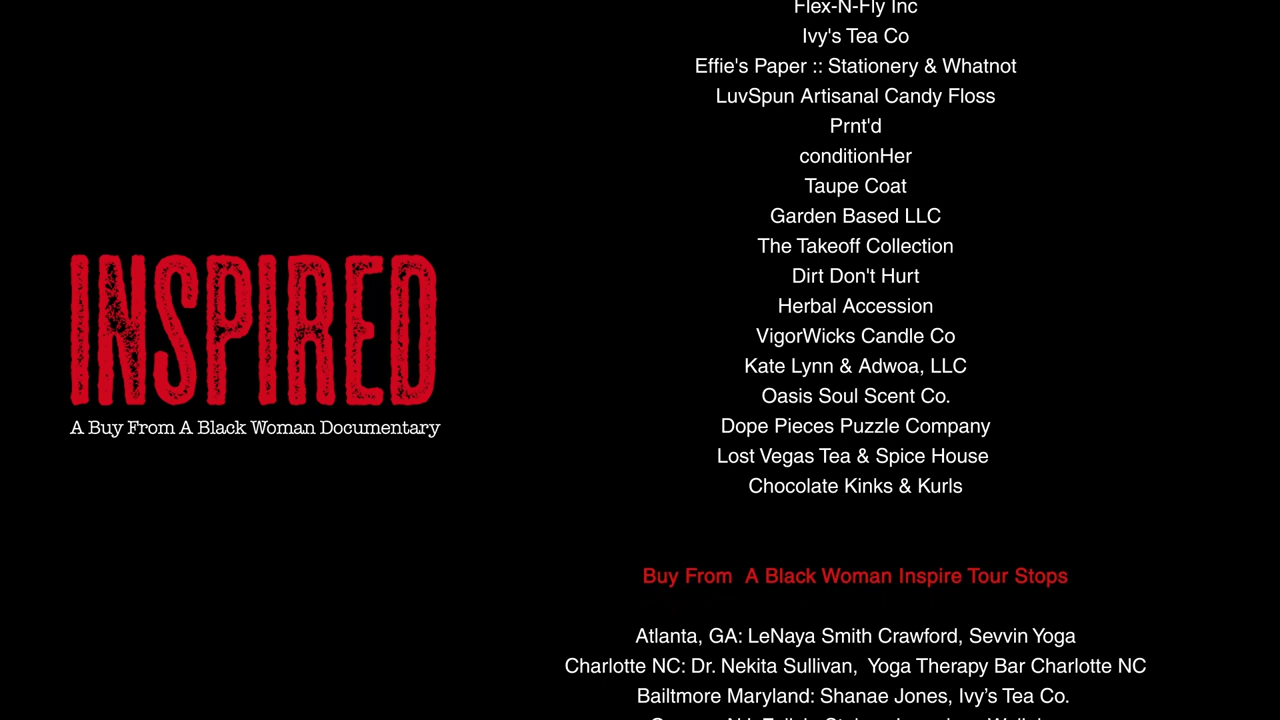 INSPIRED
A Buy From A Black Woman Documentary
Flex-N-Fly Inc
Ivy's Tea Co
Effie's Paper :: Stationery & Whatnot
LuvSpun Artisanal Candy Floss
Prnt'd
conditionHer
Taupe Coat
Garden Based LLC
The Takeoff Collection
Dirt Don't Hurt
Herbal Accession
VigorWicks Candle Co
Kate Lynn & Adwoa, LLC
Oasis Soul Scent Co.
Dope Pieces Puzzle Company
Lost Vegas Tea & Spice House
Chocolate Kinks & Kurls
Buy From  A Black Woman Inspire Tour Stops
Atlanta, GA: LeNaya Smith Crawford, Sevvin Yoga
Charlotte NC: Dr. Nekita Sullivan,  Yoga Therapy Bar Charlotte NC
Bailtmore Maryland: Shanae Jones, Ivy’s Tea Co.